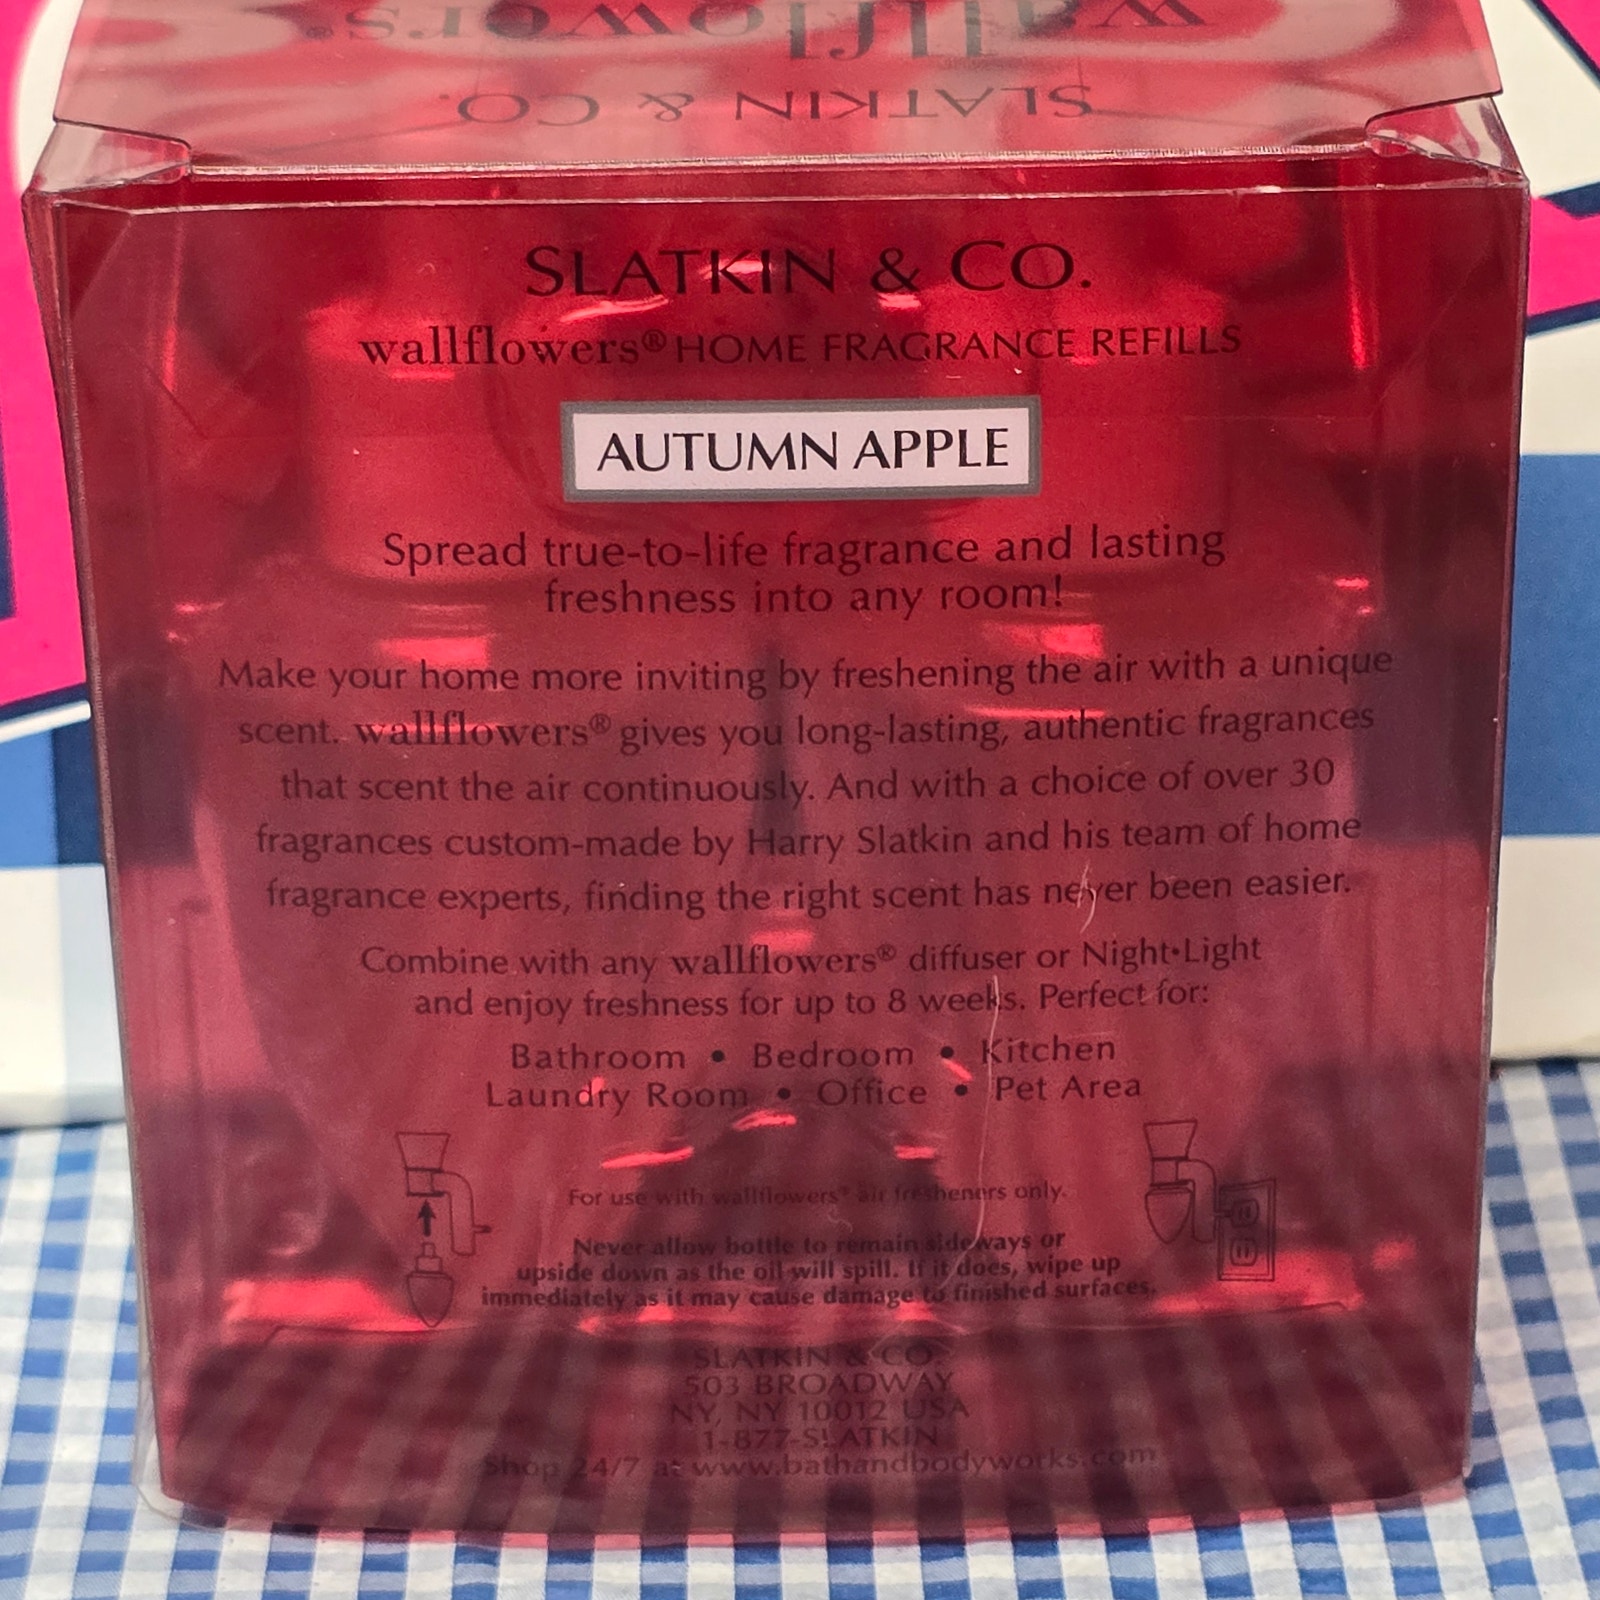 wallflowers®
SLATKIN & CO.
SLATKIN & CO.
wallflowers® HOME FRAGRANCE REFILLS
AUTUMN APPLE
Spread true-to-life fragrance and lasting
freshness into any room!
Make your home more inviting by freshening the air with a unique
scent. wallflowers® gives you long-lasting, authentic fragrances
that scent the air continuously. And with a choice of over 30
fragrances custom-made by Harry Slatkin and his team of home
fragrance experts, finding the right scent has never been easier.
Combine with any wallflowers® diffuser or Night•Light
and enjoy freshness for up to 8 weeks. Perfect for:
Bathroom • Bedroom • Kitchen
Laundry Room • Office • Pet Area
For use with wallflowers® air fresheners only.
Never allow bottle to remain sideways or
upside down as the oil will spill. If it does, wipe up
immediately as it may cause damage to finished surfaces.
SLATKIN & CO.
503 BROADWAY
NY, NY 10012 USA
1-877-SLATKIN
Shop 24/7 at www.bathandbodyworks.com